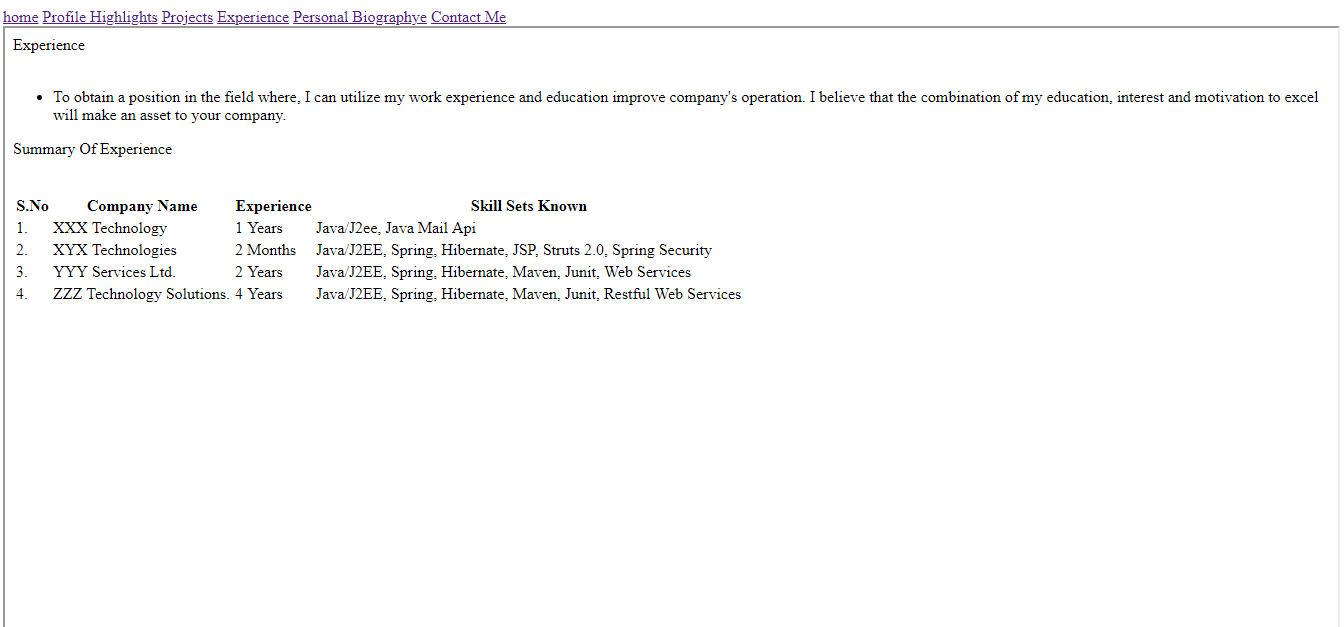 home Profile Highlights Projects Experience Personal Biographye Contact Me
Experience
To obtain a position in the field where, I can utilize my work experience and education improve company's operation. I believe that the combination of my education, interest and motivation to excel
will make an asset to your company.
Summary Of Experience
S.No Company Name Experience Skill Sets Known
1. XXX Technology 1 Years Java/J2ee, Java Mail Api
2. XYX Technologies 2 Months Java/J2EE, Spring, Hibernate, JSP, Struts 2.0, Spring Security
3. YYY Services Ltd. 2 Years Java/J2EE, Spring, Hibernate, Maven, Junit, Web Services
4. ZZZ Technology Solutions. 4 Years Java/J2EE, Spring, Hibernate, Maven, Junit, Restful Web Services